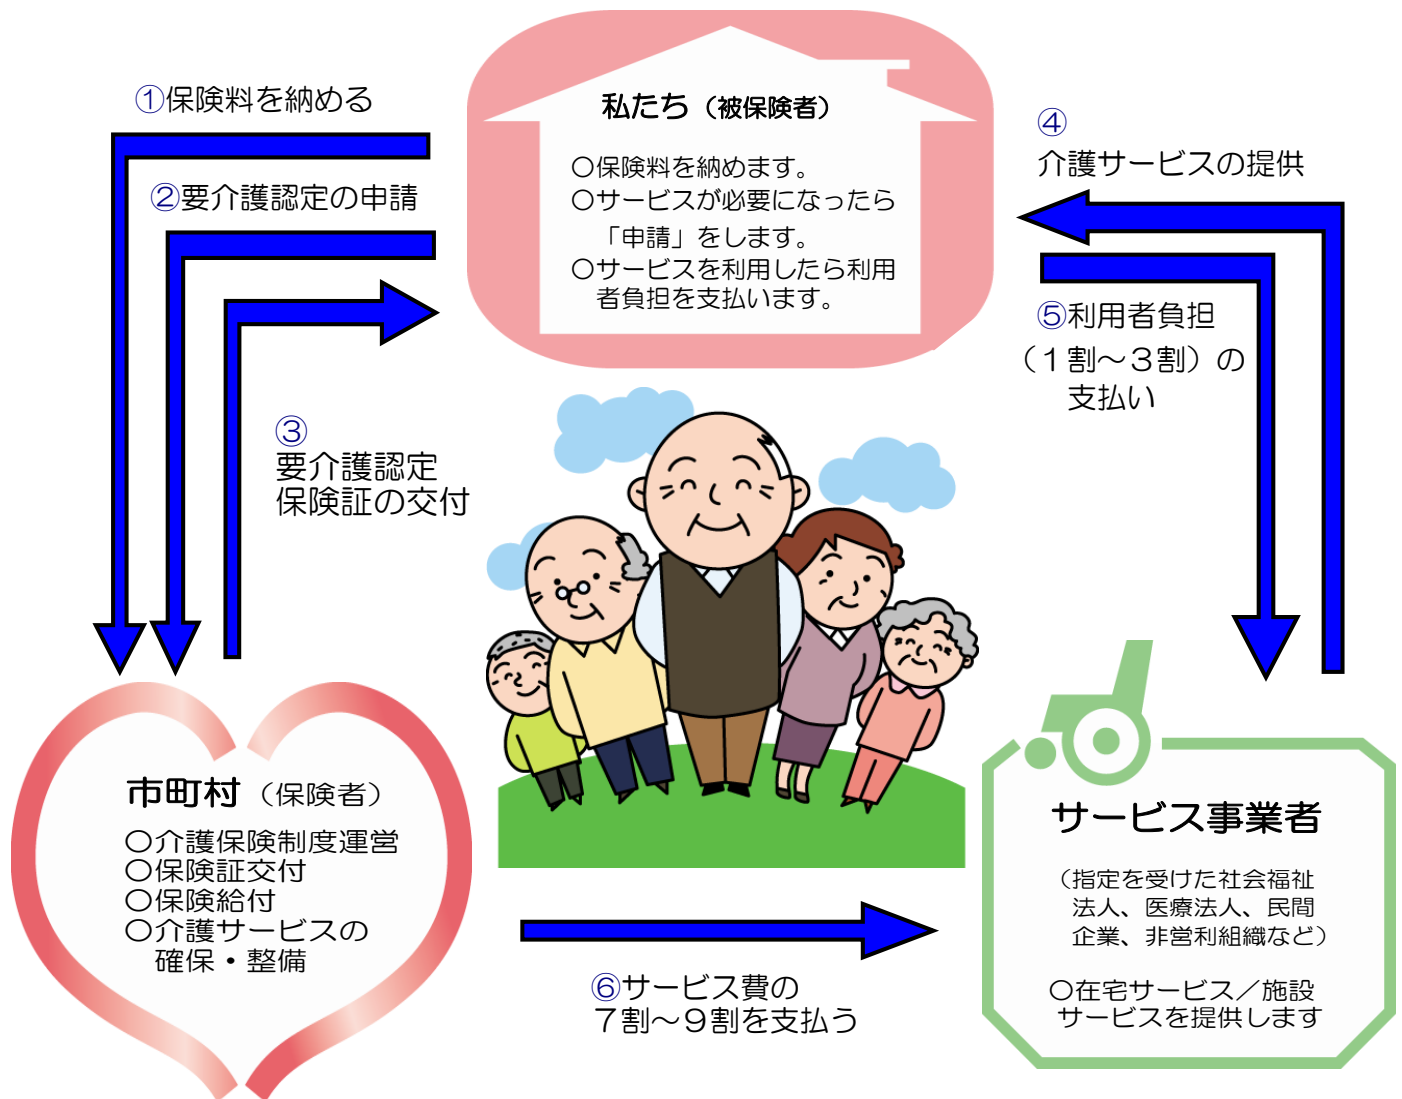 ①保険料を納める
②要介護認定の申請
③
要介護認定
保険証の交付
私たち（被保険者）
〇保険料を納めます。
〇サービスが必要になったら
「申請」をします。
〇サービスを利用したら利用
者負担を支払います。
④
介護サービスの提供
⑤利用者負担
（１割～３割）の
支払い
市町村（保険者）
〇介護保険制度運営
〇保険証交付
〇保険給付
〇介護サービスの
確保・整備
⑥サービス費の
７割～９割を支払う
サービス事業者
（指定を受けた社会福祉
法人、医療法人、民間
企業、非営利組織など）
〇在宅サービス／施設
サービスを提供します